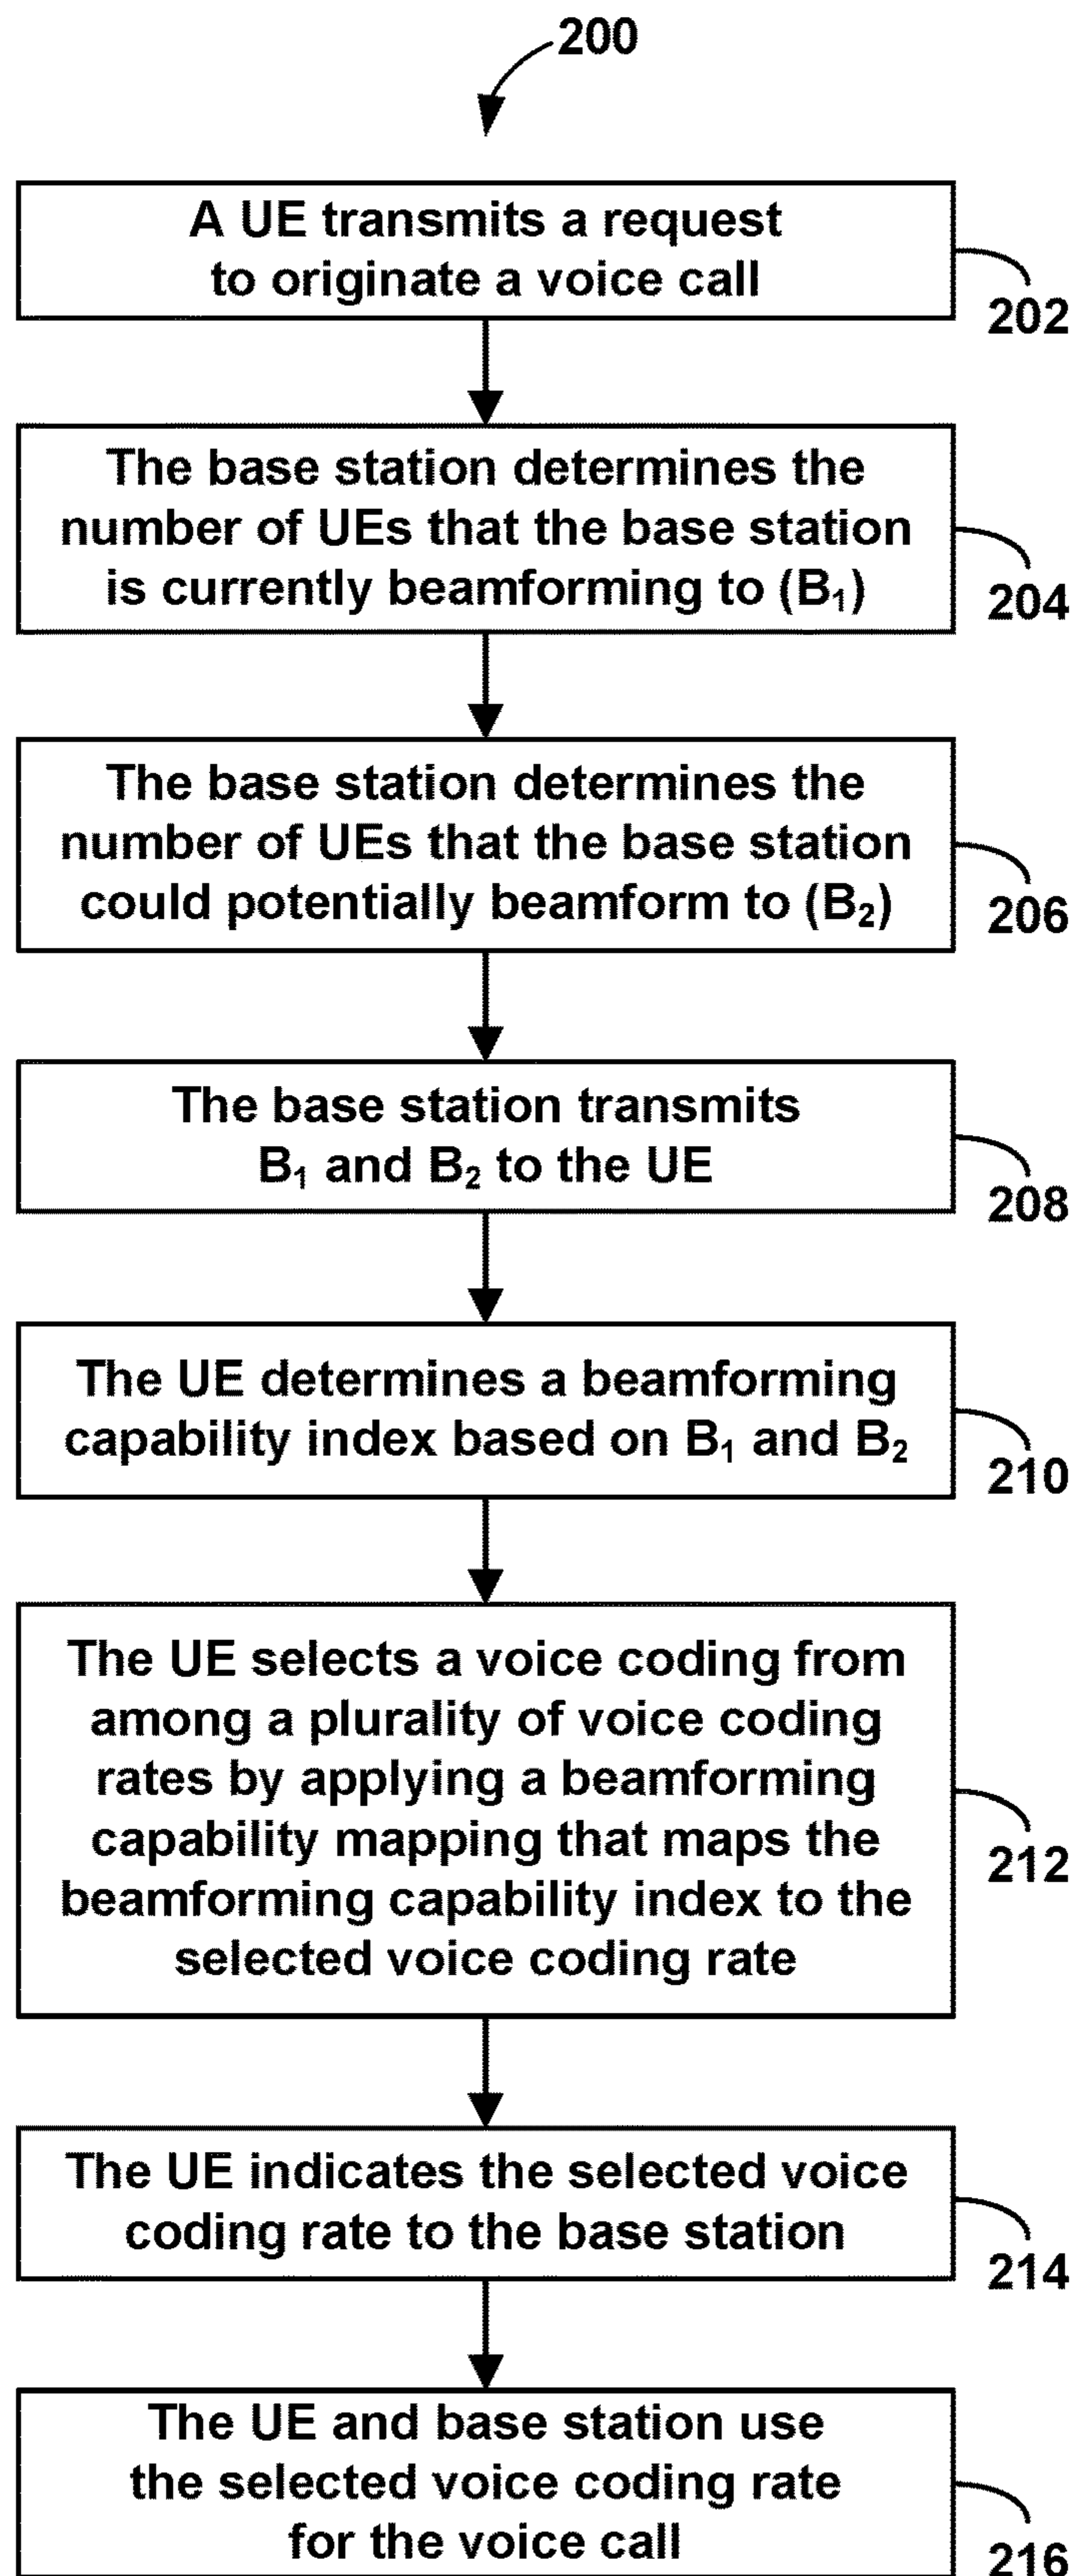 200
A UE transmits a request
to originate a voice call
202
The base station determines the
number of UEs that the base station
is currently beamforming to (B₁)
204
The base station determines the
number of UEs that the base station
could potentially beamform to (B₂)
206
The base station transmits
B₁ and B₂ to the UE
208
The UE determines a beamforming
capability index based on B₁ and B₂
210
The UE selects a voice coding from
among a plurality of voice coding
rates by applying a beamforming
capability mapping that maps the
beamforming capability index to the
selected voice coding rate
212
The UE indicates the selected voice
coding rate to the base station
214
The UE and base station use
the selected voice coding rate
for the voice call
216